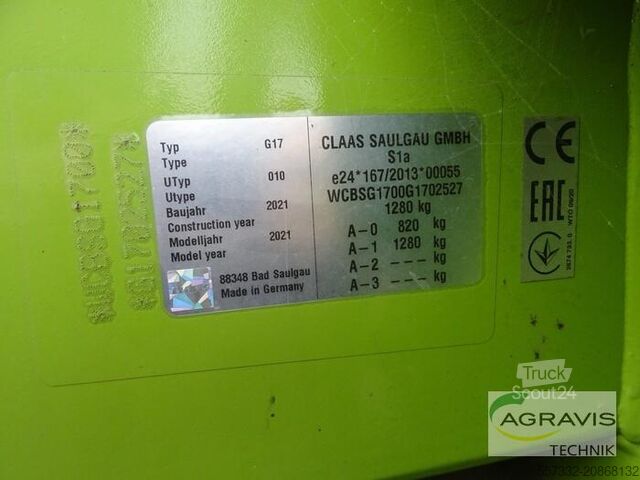 *WCBSG1700*
*G1702527*
Typ G17
Type
UTyp 010
Utype
Baujahr 2021
Construction year
Modelljahr 2021
Model year
88348 Bad Saulgau
Made in Germany
CLAAS SAULGAU GMBH
S1a
e24*167/2013*00055
WCBSG1700G1702527
1280 kg
A-0 820 kg
A-1 1280 kg
A-2 --- kg
A-3 --- kg
CE
EAC
Truck
Scout24
AGRAVIS
TECHNIK